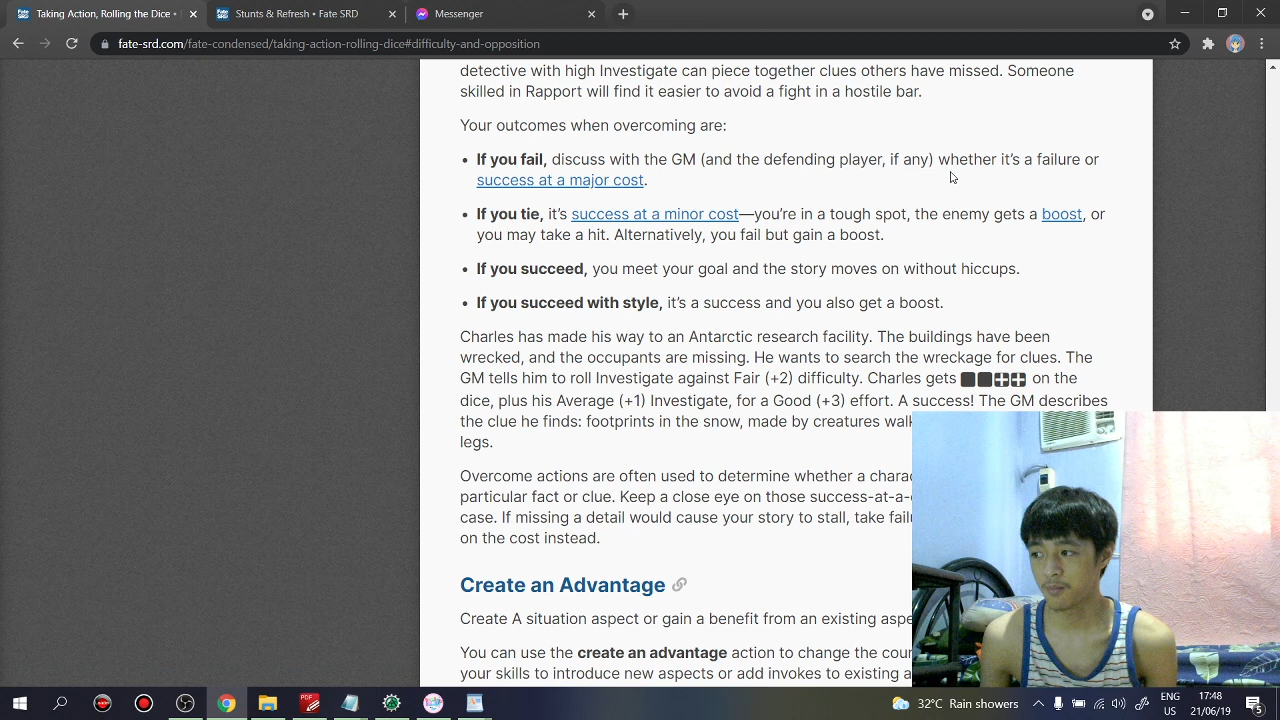 Taking Action, Rolling the Dice •
Stunts & Refresh • Fate SRD
Messenger
fate-srd.com/fate-condensed/taking-action-rolling-dice#difficulty-and-opposition
detective with high Investigate can piece together clues others have missed. Someone
skilled in Rapport will find it easier to avoid a fight in a hostile bar.
Your outcomes when overcoming are:
• If you fail, discuss with the GM (and the defending player, if any) whether it's a failure or
success at a major cost.
• If you tie, it's success at a minor cost—you're in a tough spot, the enemy gets a boost, or
you may take a hit. Alternatively, you fail but gain a boost.
• If you succeed, you meet your goal and the story moves on without hiccups.
• If you succeed with style, it's a success and you also get a boost.
Charles has made his way to an Antarctic research facility. The buildings have been
wrecked, and the occupants are missing. He wants to search the wreckage for clues. The
GM tells him to roll Investigate against Fair (+2) difficulty. Charles gets on the
dice, plus his Average (+1) Investigate, for a Good (+3) effort. A success! The GM describes
the clue he finds: footprints in the snow, made by creatures walk
legs.
Overcome actions are often used to determine whether a charac
particular fact or clue. Keep a close eye on those success-at-a-
case. If missing a detail would cause your story to stall, take fail
on the cost instead.
Create an Advantage
Create A situation aspect or gain a benefit from an existing aspe
You can use the create an advantage action to change the cour
your skills to introduce new aspects or add invokes to existing a
32°C Rain showers
ENG
US
17:48
21/06/19
5